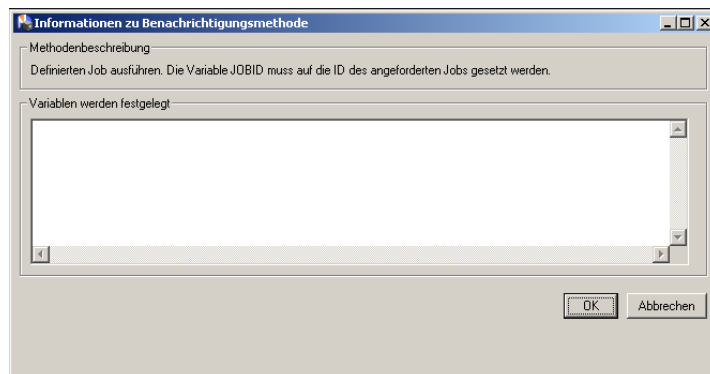 Informationen zu Benachrichtigungsmethode
Methodenbeschreibung
Definierten Job ausführen. Die Variable JOBID muss auf die ID des angeforderten Jobs gesetzt werden.
Variablen werden festgelegt
OK Abbrechen